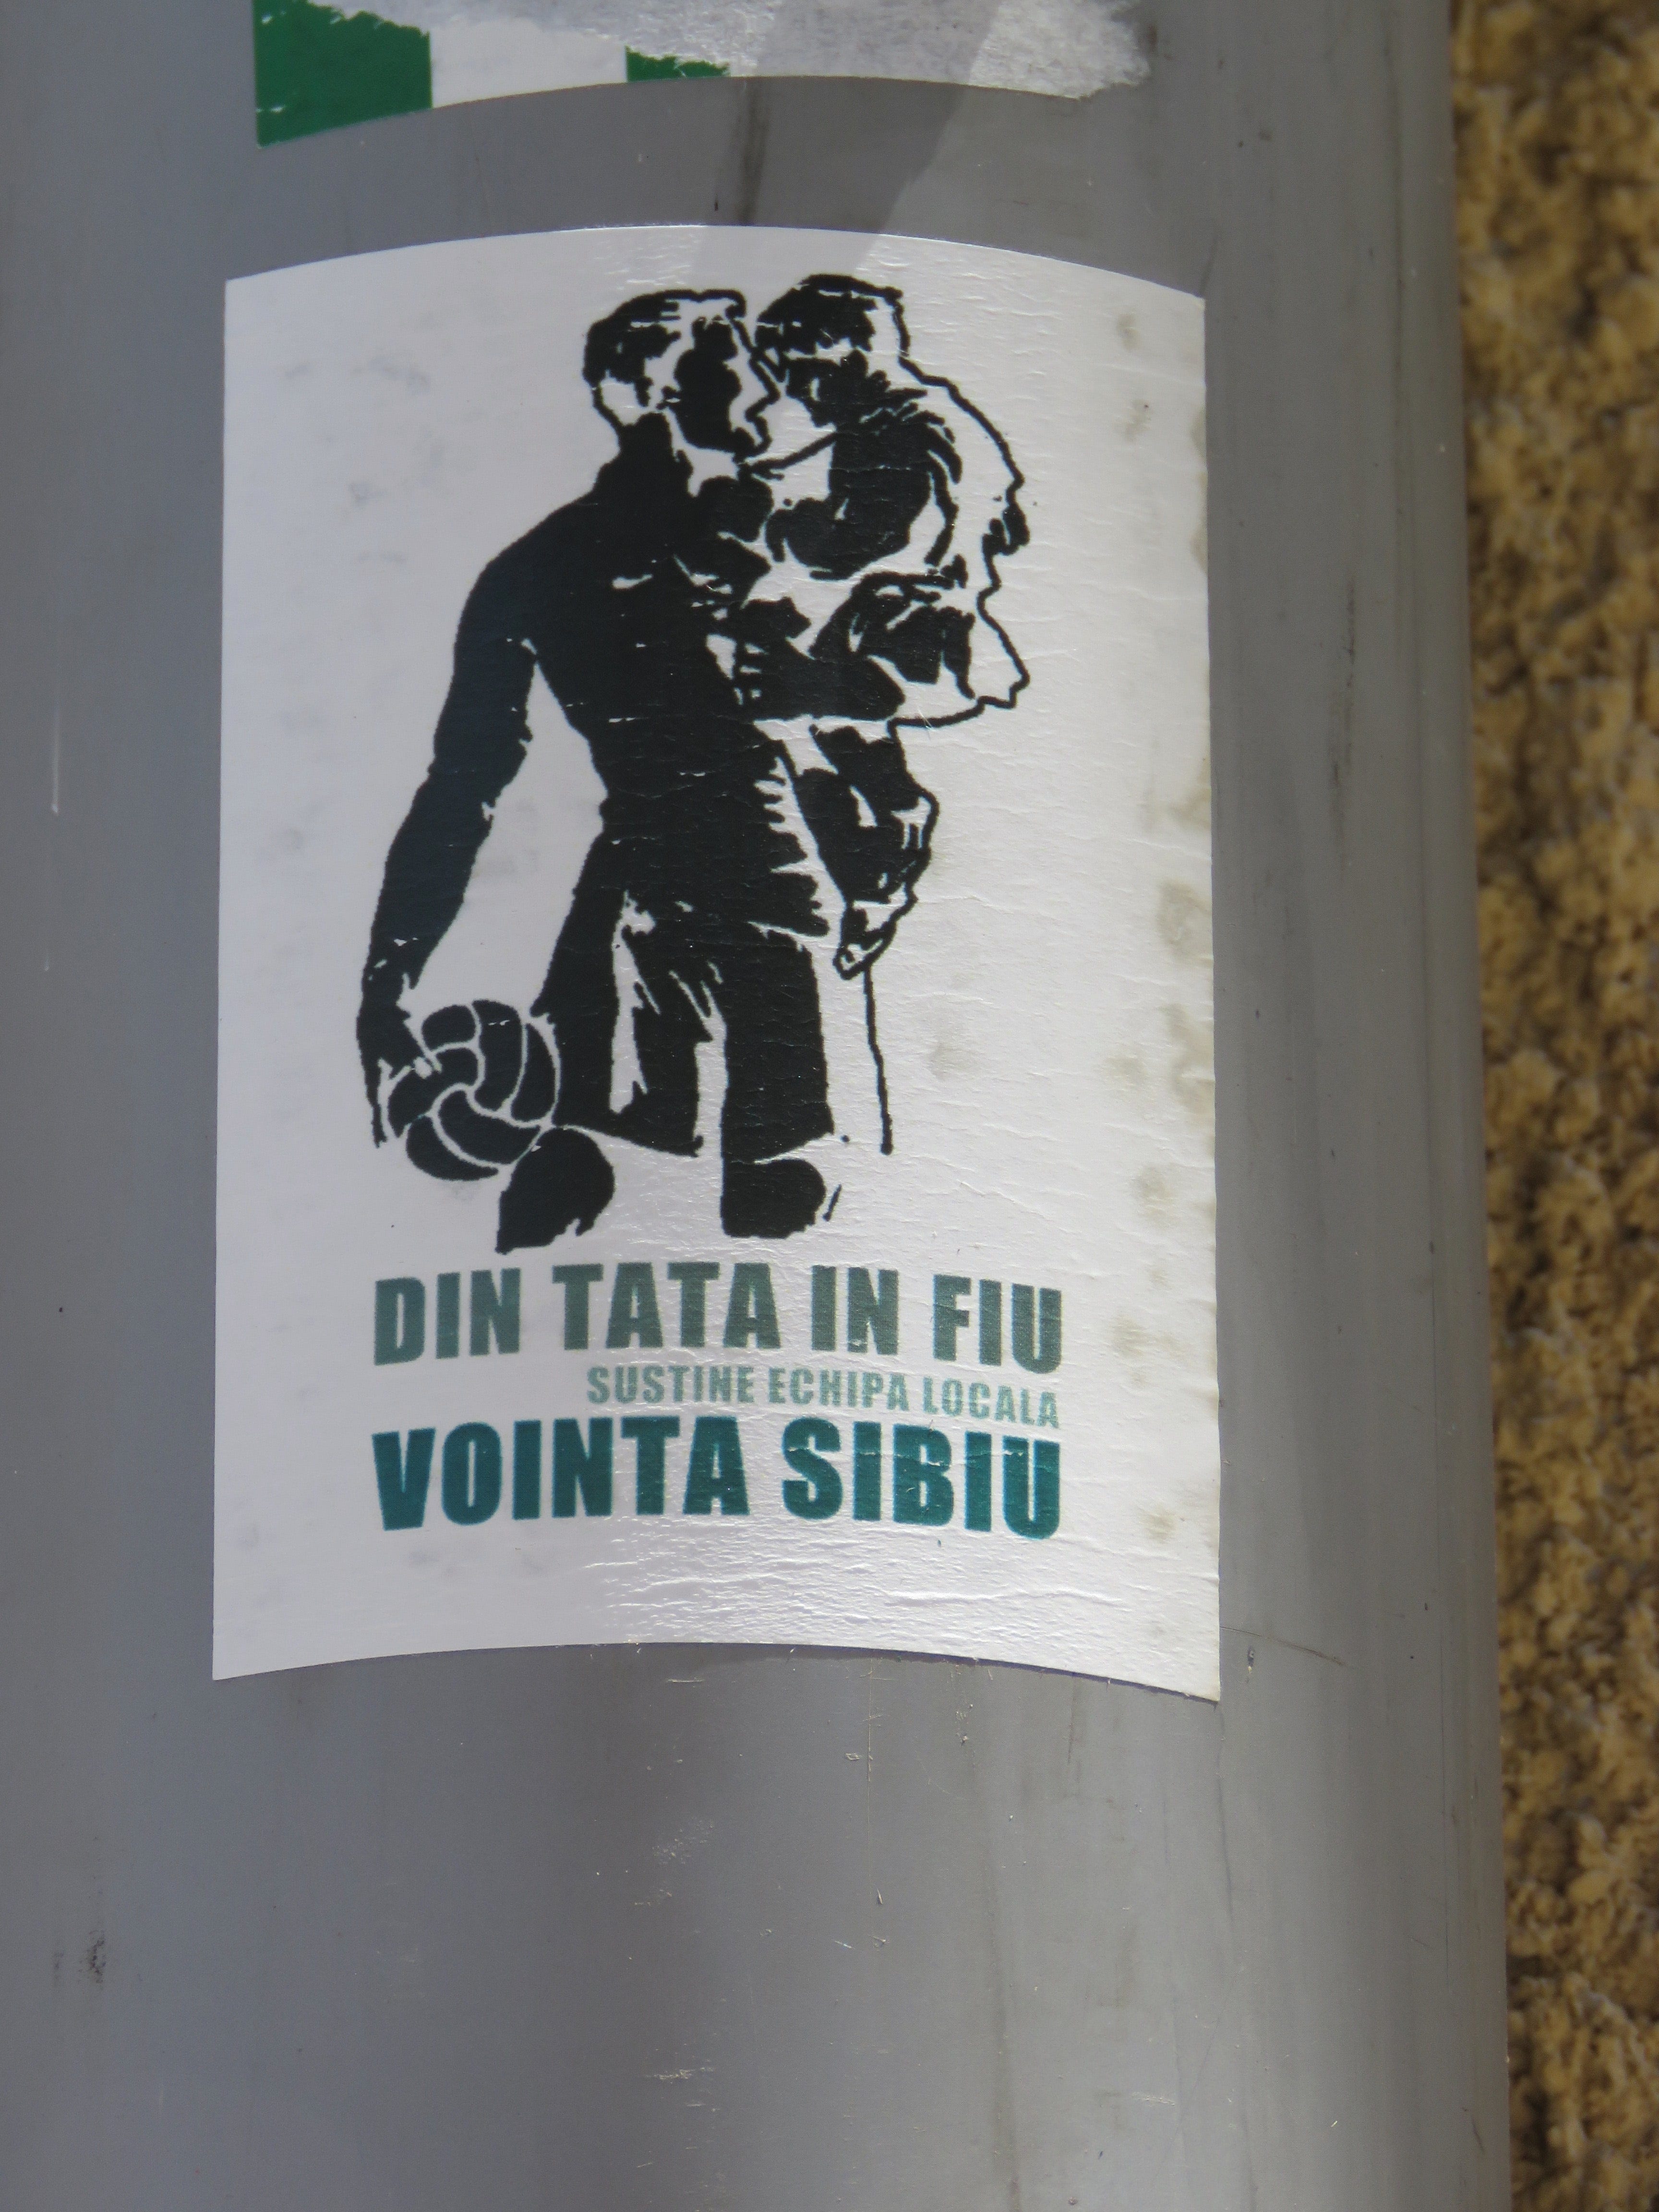 DIN TATA IN FIU
SUSTINE ECHIPA LOCALA
VOINTA SIBIU